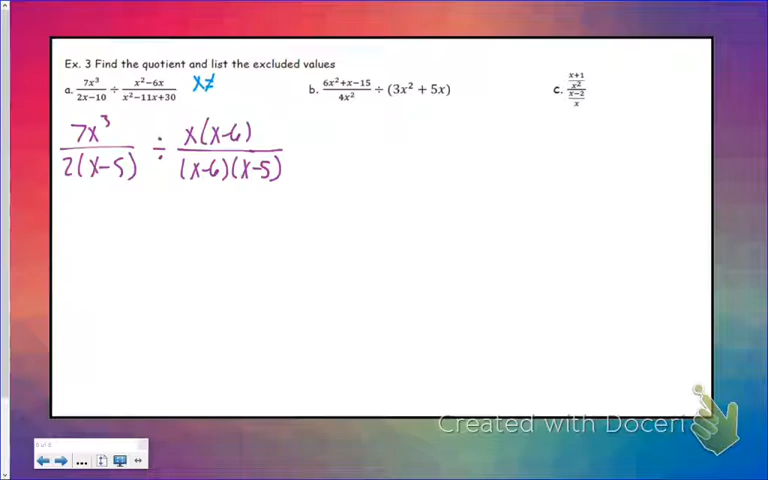 Ex. 3 Find the quotient and list the excluded values
a. 7x³/(2x−10) ÷ (x²−6x)/(x²−11x+30) x≠ b. (6x²+x−15)/(4x²) ÷ (3x² + 5x) c. ((x+1)/x²)/((x−2)/x)
7x³/(2(x-5)) ÷ x(x-6)/((x-6)(x-5))
Created with Doceri